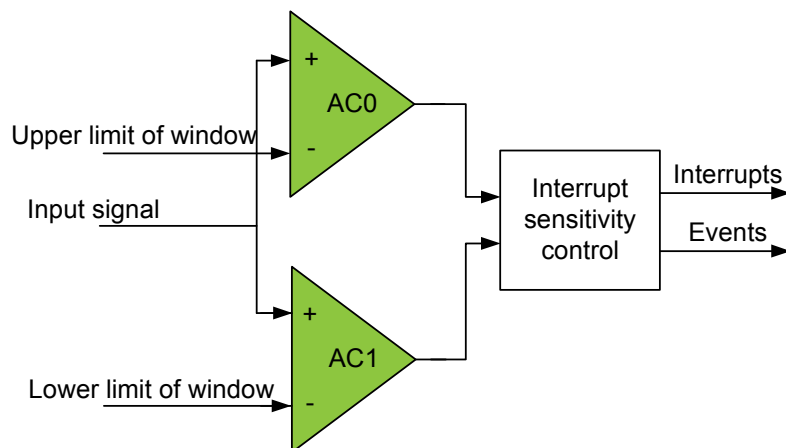 +
AC0
-
Upper limit of window
Input signal
Interrupt
sensitivity
control
Interrupts
Events
+
AC1
-
Lower limit of window